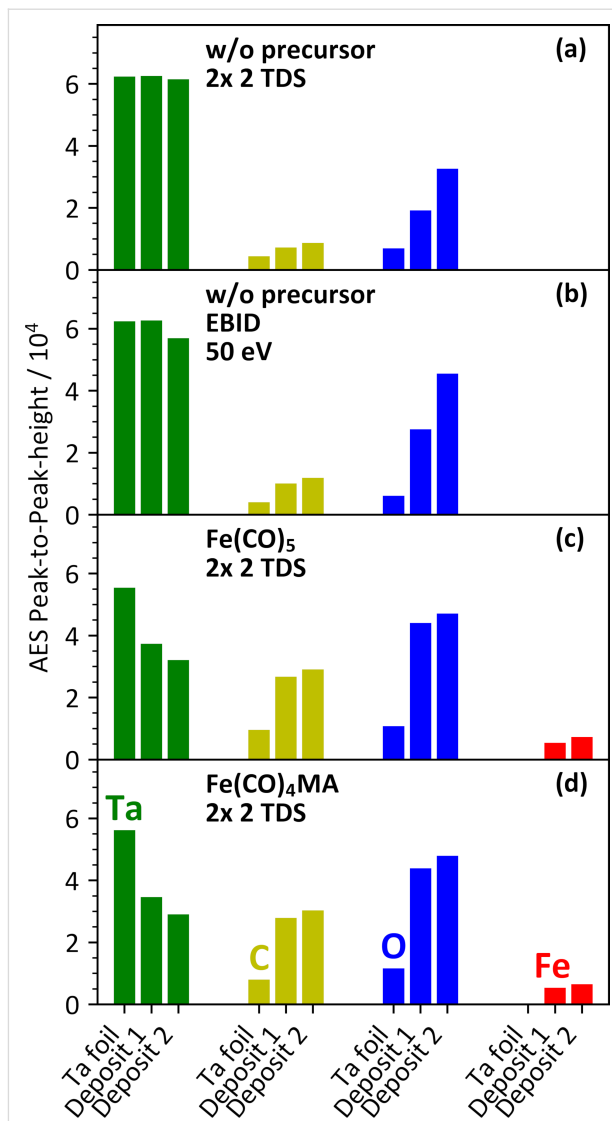 AES Peak-to-Peak-height / 10⁴
w/o precursor (a)
2x 2 TDS
6
4
2
0
w/o precursor (b)
EBID
50 eV
6
4
2
0
Fe(CO)₅ (c)
2x 2 TDS
6
4
2
0
Fe(CO)₄MA (d)
2x 2 TDS
Ta
C
O
Fe
6
4
2
0
Ta foil
Deposit 1
Deposit 2
Ta foil
Deposit 1
Deposit 2
Ta foil
Deposit 1
Deposit 2
Ta foil
Deposit 1
Deposit 2